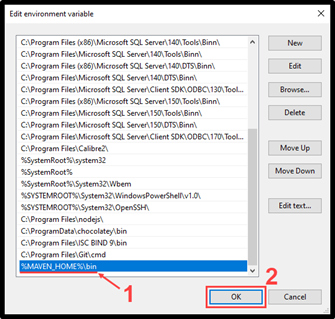 Edit environment variable
C:\Program Files (x86)\Microsoft SQL Server\140\Tools\Binn\
C:\Program Files\Microsoft SQL Server\140\Tools\Binn\
C:\Program Files (x86)\Microsoft SQL Server\140\DTS\Binn\
C:\Program Files\Microsoft SQL Server\140\DTS\Binn\
C:\Program Files\Microsoft SQL Server\Client SDK\ODBC\130\Tool...
C:\Program Files (x86)\Microsoft SQL Server\150\Tools\Binn\
C:\Program Files\Microsoft SQL Server\150\Tools\Binn\
C:\Program Files\Microsoft SQL Server\150\DTS\Binn\
C:\Program Files\Microsoft SQL Server\Client SDK\ODBC\170\Tool...
C:\Program Files\Calibre2\
%SystemRoot%\system32
%SystemRoot%
%SystemRoot%\System32\Wbem
%SYSTEMROOT%\System32\WindowsPowerShell\v1.0\
%SYSTEMROOT%\System32\OpenSSH\
C:\Program Files\nodejs\
C:\ProgramData\chocolatey\bin
C:\Program Files\ISC BIND 9\bin
C:\Program Files\Git\cmd
%MAVEN_HOME%\bin
New
Edit
Browse...
Delete
Move Up
Move Down
Edit text...
1
2
OK
Cancel